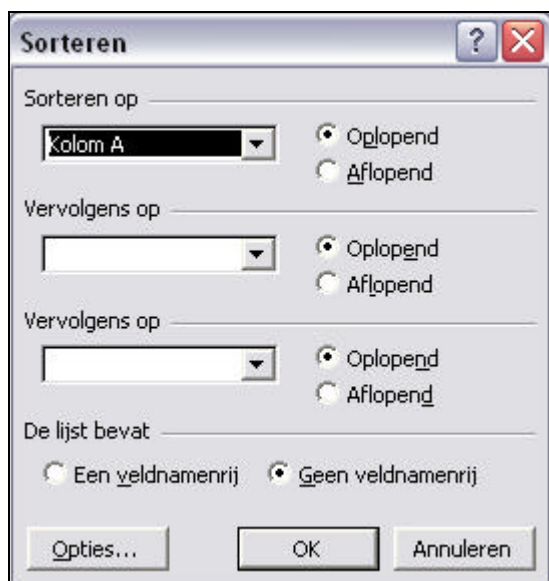 Sorteren
Sorteren op
Kolom A
Oplopend
Aflopend
Vervolgens op
Oplopend
Aflopend
Vervolgens op
Oplopend
Aflopend
De lijst bevat
Een veldnamenrij Geen veldnamenrij
Opties... OK Annuleren